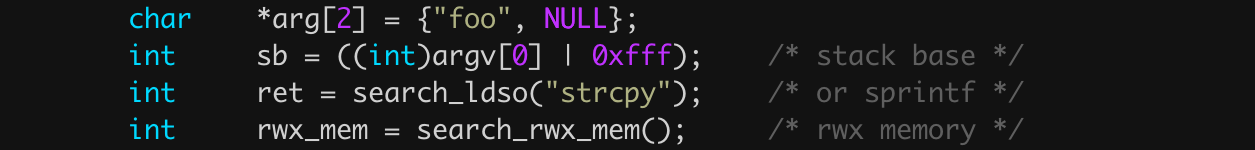 char    *arg[2] = {"foo", NULL};
int     sb = ((int)argv[0] | 0xfff);    /* stack base */
int     ret = search_ldso("strcpy");    /* or sprintf */
int     rwx_mem = search_rwx_mem();     /* rwx memory */